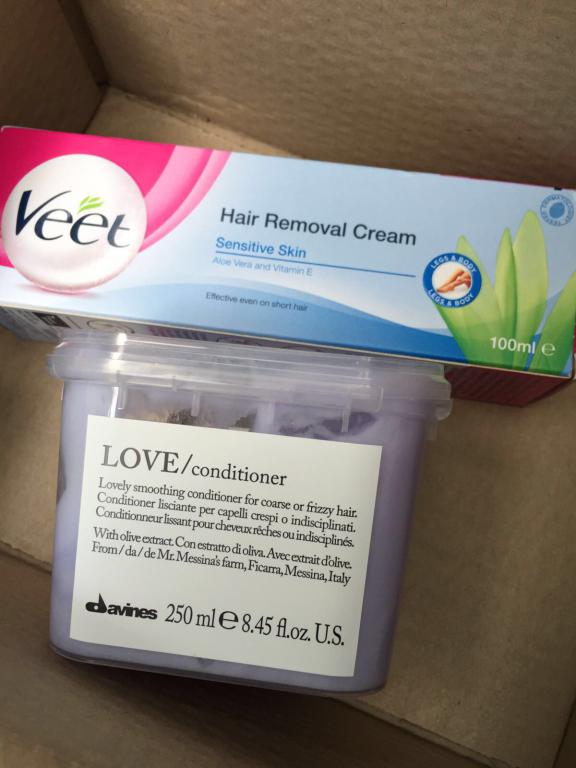 Veet
Hair Removal Cream
Sensitive Skin
Aloe Vera and Vitamin E
Effective even on short hair
LEGS & BODY
LEGS & BODY
100ml ℮
LOVE/conditioner
Lovely smoothing conditioner for coarse or frizzy hair.
Conditioner lisciante per capelli crespi o indisciplinati.
Conditionneur lissant pour cheveux rêches ou indisciplinés.
With olive extract. Con estratto di oliva. Avec extrait d'olive.
From/da/de Mr. Messina's farm, Ficarra, Messina, Italy
davines 250 ml ℮ 8.45 fl.oz. U.S.